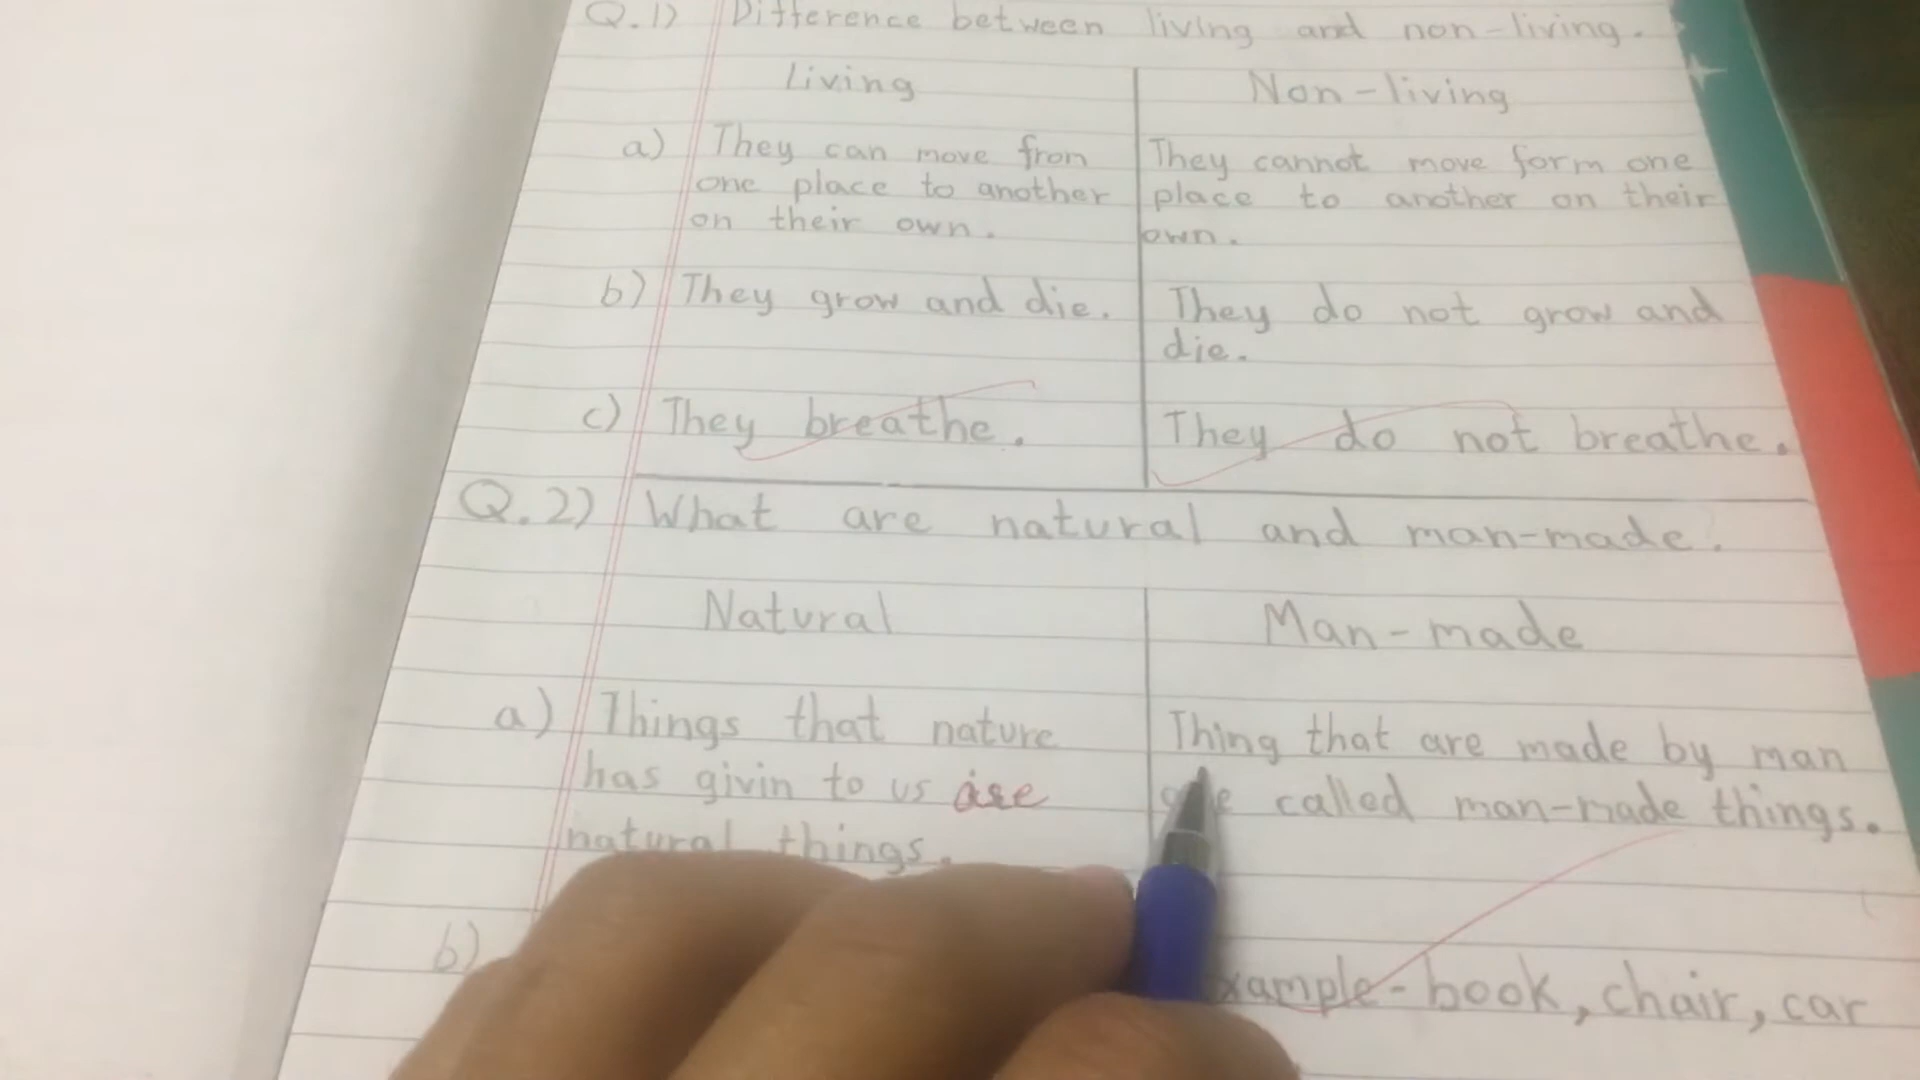 Q.1) Difference between living and non-living.
Living
Non-living
a) They can move fron
one place to another
on their own.
They cannot move form one
place to another on their
own.
b) They grow and die.
They do not grow and
die.
c) They breathe.
They do not breathe.
Q.2) What are natural and man-made.
Natural
Man-made
a) Things that nature
has givin to us are
natural things.
Thing that are made by man
called man-made things.
b)
xample-book, chair, car